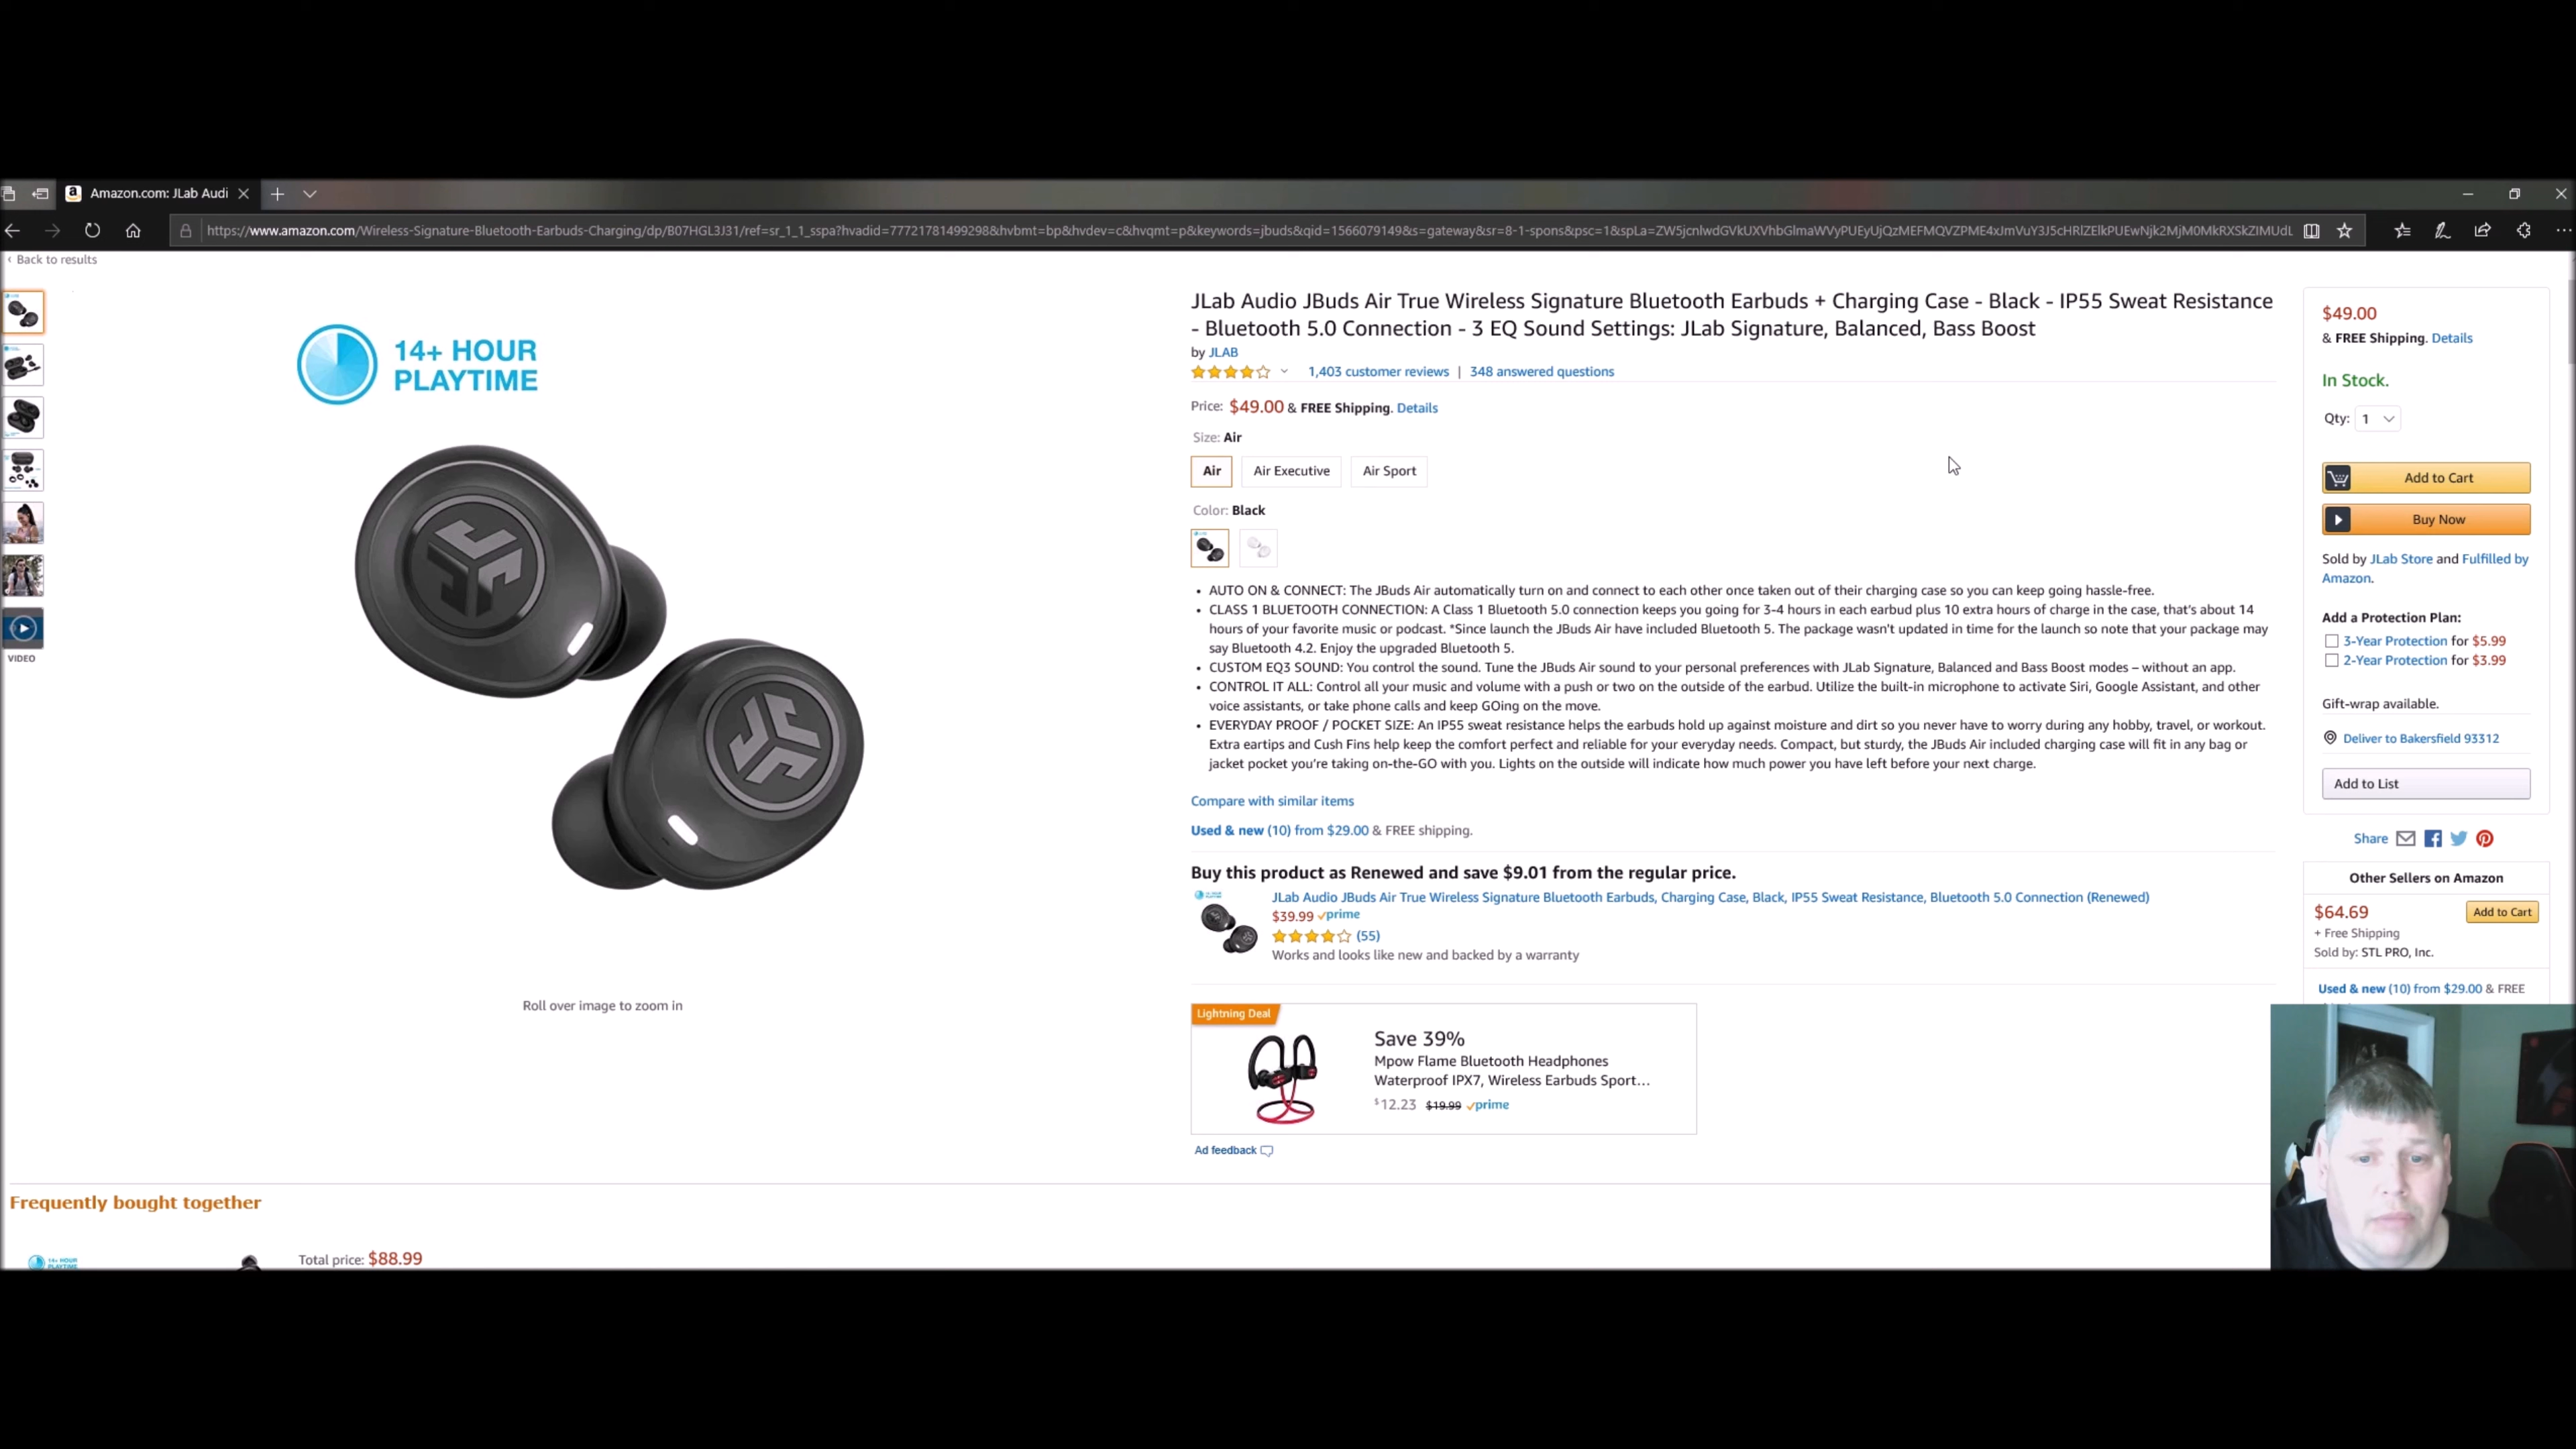 Amazon.com: JLab Audi
https://www.amazon.com/Wireless-Signature-Bluetooth-Earbuds-Charging/dp/B07HGL3J31/ref=sr_1_1_sspa?hvadid=77721781499298&hvbmt=bp&hvdev=c&hvqmt=p&keywords=jbuds&qid=1566079149&s=gateway&sr=8-1-spons&psc=1&spLa=
‹ Back to results
14+ HOUR
PLAYTIME
VIDEO
Roll over image to zoom in
JLab Audio JBuds Air True Wireless Signature Bluetooth Earbuds + Charging Case - Black - IP55 Sweat Resistance
- Bluetooth 5.0 Connection - 3 EQ Sound Settings: JLab Signature, Balanced, Bass Boost
by JLAB
1,403 customer reviews | 348 answered questions
Price: $49.00 & FREE Shipping. Details
Size: Air
Air Air Executive Air Sport
Color: Black
• AUTO ON & CONNECT: The JBuds Air automatically turn on and connect to each other once taken out of their charging case so you can keep going hassle-free.
• CLASS 1 BLUETOOTH CONNECTION: A Class 1 Bluetooth 5.0 connection keeps you going for 3-4 hours in each earbud plus 10 extra hours of charge in the case, that's about 14
hours of your favorite music or podcast. *Since launch the JBuds Air have included Bluetooth 5. The package wasn't updated in time for the launch so note that your package may
say Bluetooth 4.2. Enjoy the upgraded Bluetooth 5.
• CUSTOM EQ3 SOUND: You control the sound. Tune the JBuds Air sound to your personal preferences with JLab Signature, Balanced and Bass Boost modes – without an app.
• CONTROL IT ALL: Control all your music and volume with a push or two on the outside of the earbud. Utilize the built-in microphone to activate Siri, Google Assistant, and other
voice assistants, or take phone calls and keep GOing on the move.
• EVERYDAY PROOF / POCKET SIZE: An IP55 sweat resistance helps the earbuds hold up against moisture and dirt so you never have to worry during any hobby, travel, or workout.
Extra eartips and Cush Fins help keep the comfort perfect and reliable for your everyday needs. Compact, but sturdy, the JBuds Air included charging case will fit in any bag or
jacket pocket you're taking on-the-GO with you. Lights on the outside will indicate how much power you have left before your next charge.
Compare with similar items
Used & new (10) from $29.00 & FREE shipping.
Buy this product as Renewed and save $9.01 from the regular price.
JLab Audio JBuds Air True Wireless Signature Bluetooth Earbuds, Charging Case, Black, IP55 Sweat Resistance, Bluetooth 5.0 Connection (Renewed)
$39.99 prime
(55)
Works and looks like new and backed by a warranty
Lightning Deal
Save 39%
Mpow Flame Bluetooth Headphones
Waterproof IPX7, Wireless Earbuds Sport…
$12.23 $19.99 prime
Ad feedback
$49.00
& FREE Shipping. Details
In Stock.
Qty: 1
Add to Cart
Buy Now
Sold by JLab Store and Fulfilled by
Amazon.
Add a Protection Plan:
3-Year Protection for $5.99
2-Year Protection for $3.99
Gift-wrap available.
Deliver to Bakersfield 93312
Add to List
Share
Other Sellers on Amazon
$64.69 Add to Cart
+ Free Shipping
Sold by: STL PRO, Inc.
Used & new (10) from $29.00 & FREE
Frequently bought together
14+ HOUR
PLAYTIME
Total price: $88.99